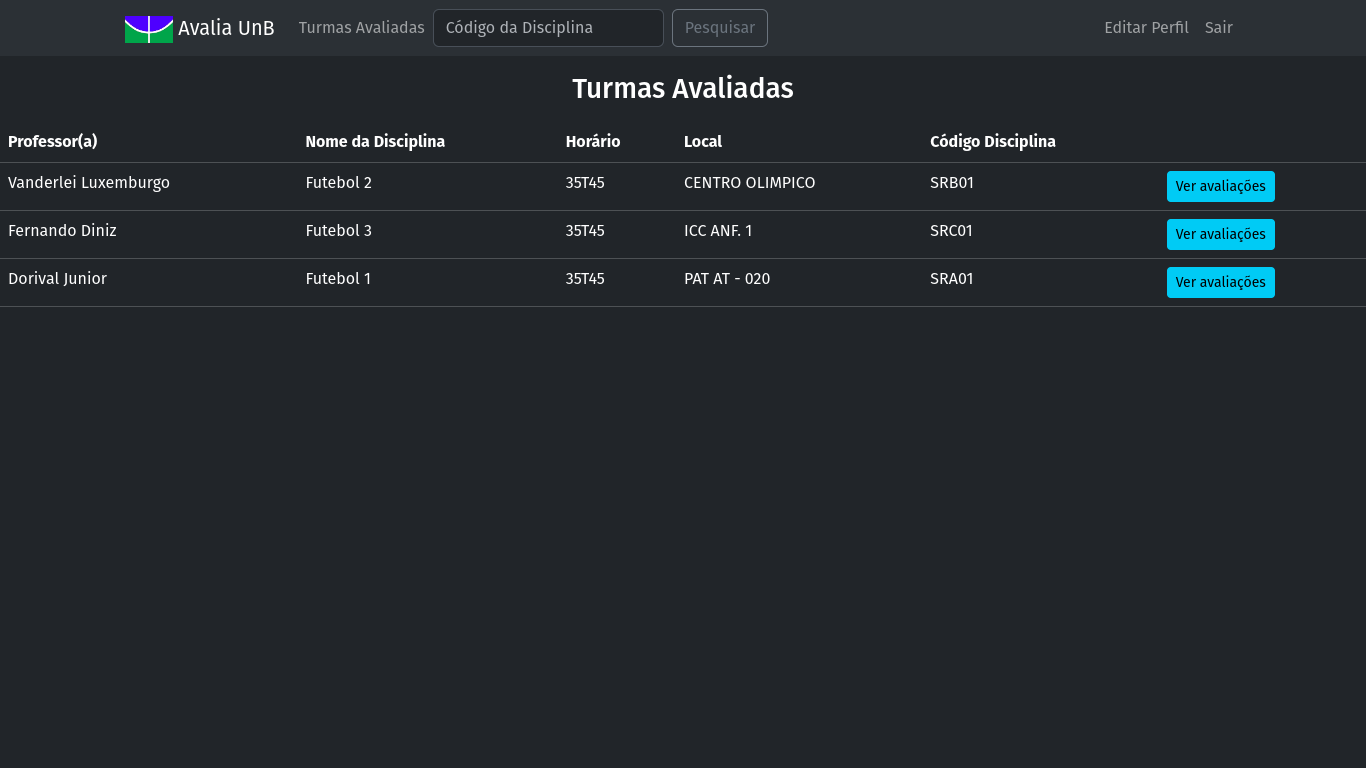 Avalia UnB Turmas Avaliadas Código da Disciplina Pesquisar Editar Perfil Sair
Turmas Avaliadas
Professor(a) Nome da Disciplina Horário Local Código Disciplina
Vanderlei Luxemburgo Futebol 2 35T45 CENTRO OLIMPICO SRB01 Ver avaliações
Fernando Diniz Futebol 3 35T45 ICC ANF. 1 SRC01 Ver avaliações
Dorival Junior Futebol 1 35T45 PAT AT - 020 SRA01 Ver avaliações